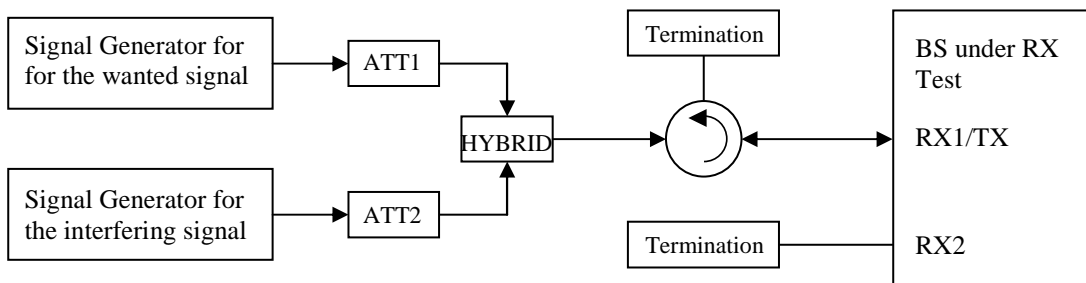 Signal Generator for
for the wanted signal
ATT1
HYBRID
Signal Generator for
the interfering signal
ATT2
Termination
Termination
BS under RX
Test
RX1/TX
RX2